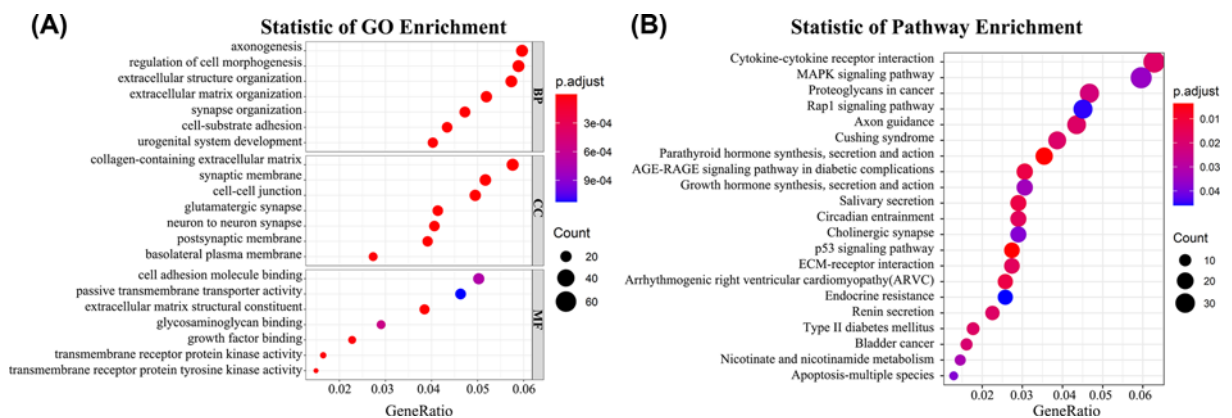 (A)
Statistic of GO Enrichment
axonogenesis
regulation of cell morphogenesis
extracellular structure organization
extracellular matrix organization
synapse organization
cell-substrate adhesion
urogenital system development
BP
collagen-containing extracellular matrix
synaptic membrane
cell-cell junction
glutamatergic synapse
neuron to neuron synapse
postsynaptic membrane
basolateral plasma membrane
CC
cell adhesion molecule binding
passive transmembrane transporter activity
extracellular matrix structural constituent
glycosaminoglycan binding
growth factor binding
transmembrane receptor protein kinase activity
transmembrane receptor protein tyrosine kinase activity
MF
0.02 0.03 0.04 0.05 0.06
GeneRatio
p.adjust
3e-04
6e-04
9e-04
Count
20
40
60
(B)
Statistic of Pathway Enrichment
Cytokine-cytokine receptor interaction
MAPK signaling pathway
Proteoglycans in cancer
Rap1 signaling pathway
Axon guidance
Cushing syndrome
Parathyroid hormone synthesis, secretion and action
AGE-RAGE signaling pathway in diabetic complications
Growth hormone synthesis, secretion and action
Salivary secretion
Circadian entrainment
Cholinergic synapse
p53 signaling pathway
ECM-receptor interaction
Arrhythmogenic right ventricular cardiomyopathy(ARVC)
Endocrine resistance
Renin secretion
Type II diabetes mellitus
Bladder cancer
Nicotinate and nicotinamide metabolism
Apoptosis-multiple species
0.02 0.03 0.04 0.05 0.06
GeneRatio
p.adjust
0.01
0.02
0.03
0.04
Count
10
20
30